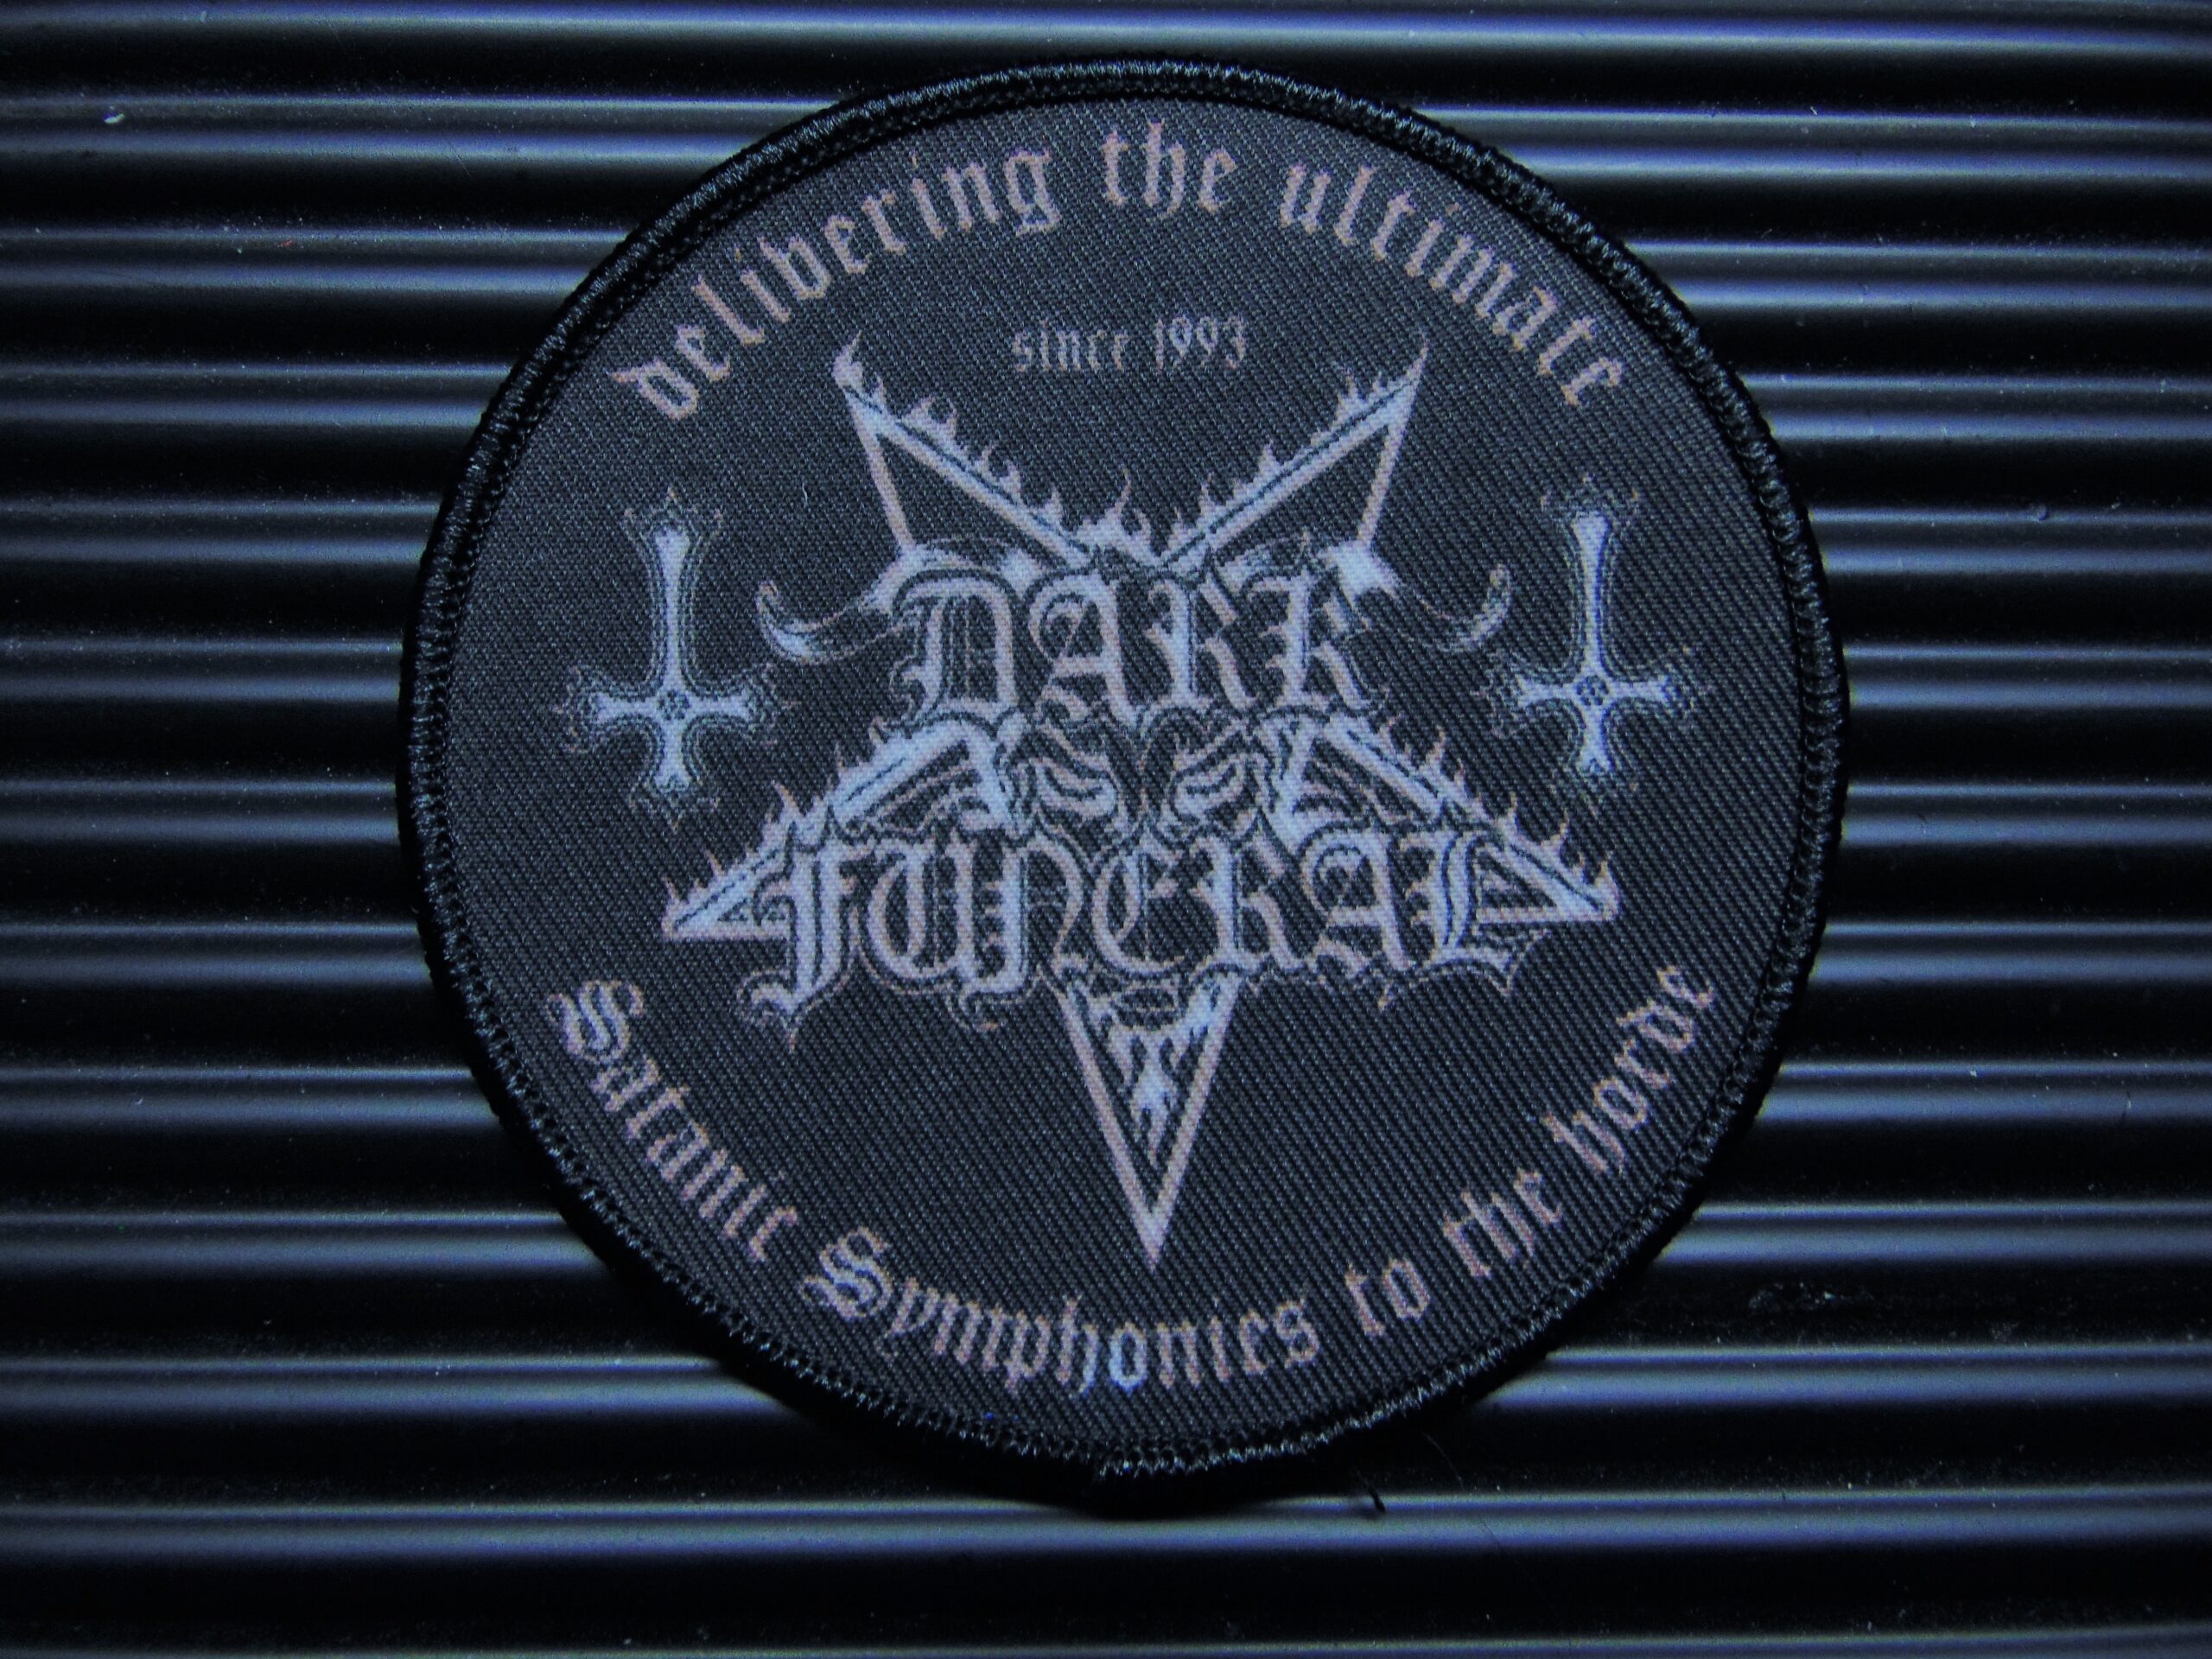 delivering the ultimate
since 1993
DARK
FUNERAL
Satanic Symphonies to the horde